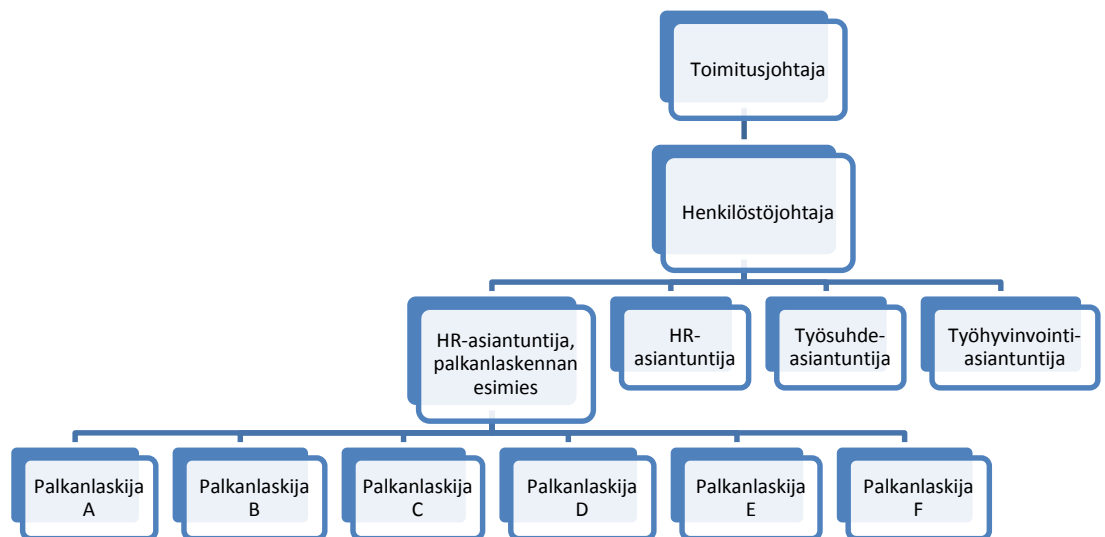 Toimitusjohtaja
Henkilöstöjohtaja
HR-asiantuntija,
palkanlaskennan
esimies
HR-
asiantuntija
Työsuhde-
asiantuntija
Työhyvinvointi-
asiantuntija
Palkanlaskija
A
Palkanlaskija
B
Palkanlaskija
C
Palkanlaskija
D
Palkanlaskija
E
Palkanlaskija
F